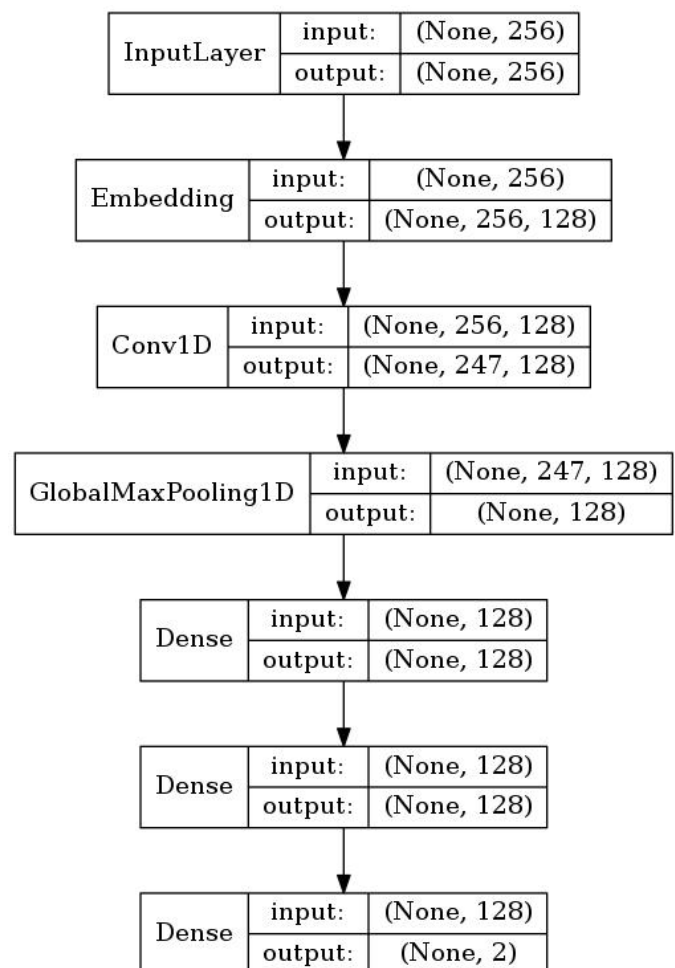 InputLayer
input: (None, 256)
output: (None, 256)
Embedding
input: (None, 256)
output: (None, 256, 128)
Conv1D
input: (None, 256, 128)
output: (None, 247, 128)
GlobalMaxPooling1D
input: (None, 247, 128)
output: (None, 128)
Dense
input: (None, 128)
output: (None, 128)
Dense
input: (None, 128)
output: (None, 128)
Dense
input: (None, 128)
output: (None, 2)